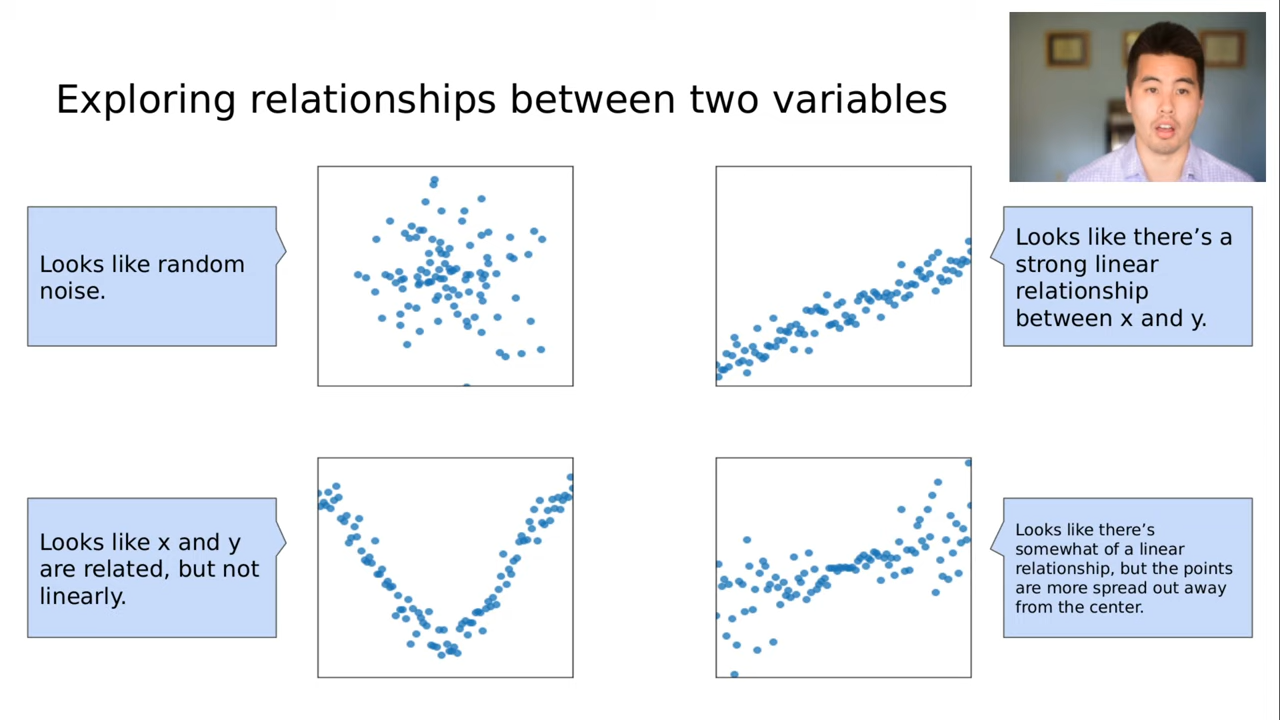 Exploring relationships between two variables
Looks like random
noise.
Looks like there’s a
strong linear
relationship
between x and y.
Looks like x and y
are related, but not
linearly.
Looks like there’s
somewhat of a linear
relationship, but the points
are more spread out away
from the center.